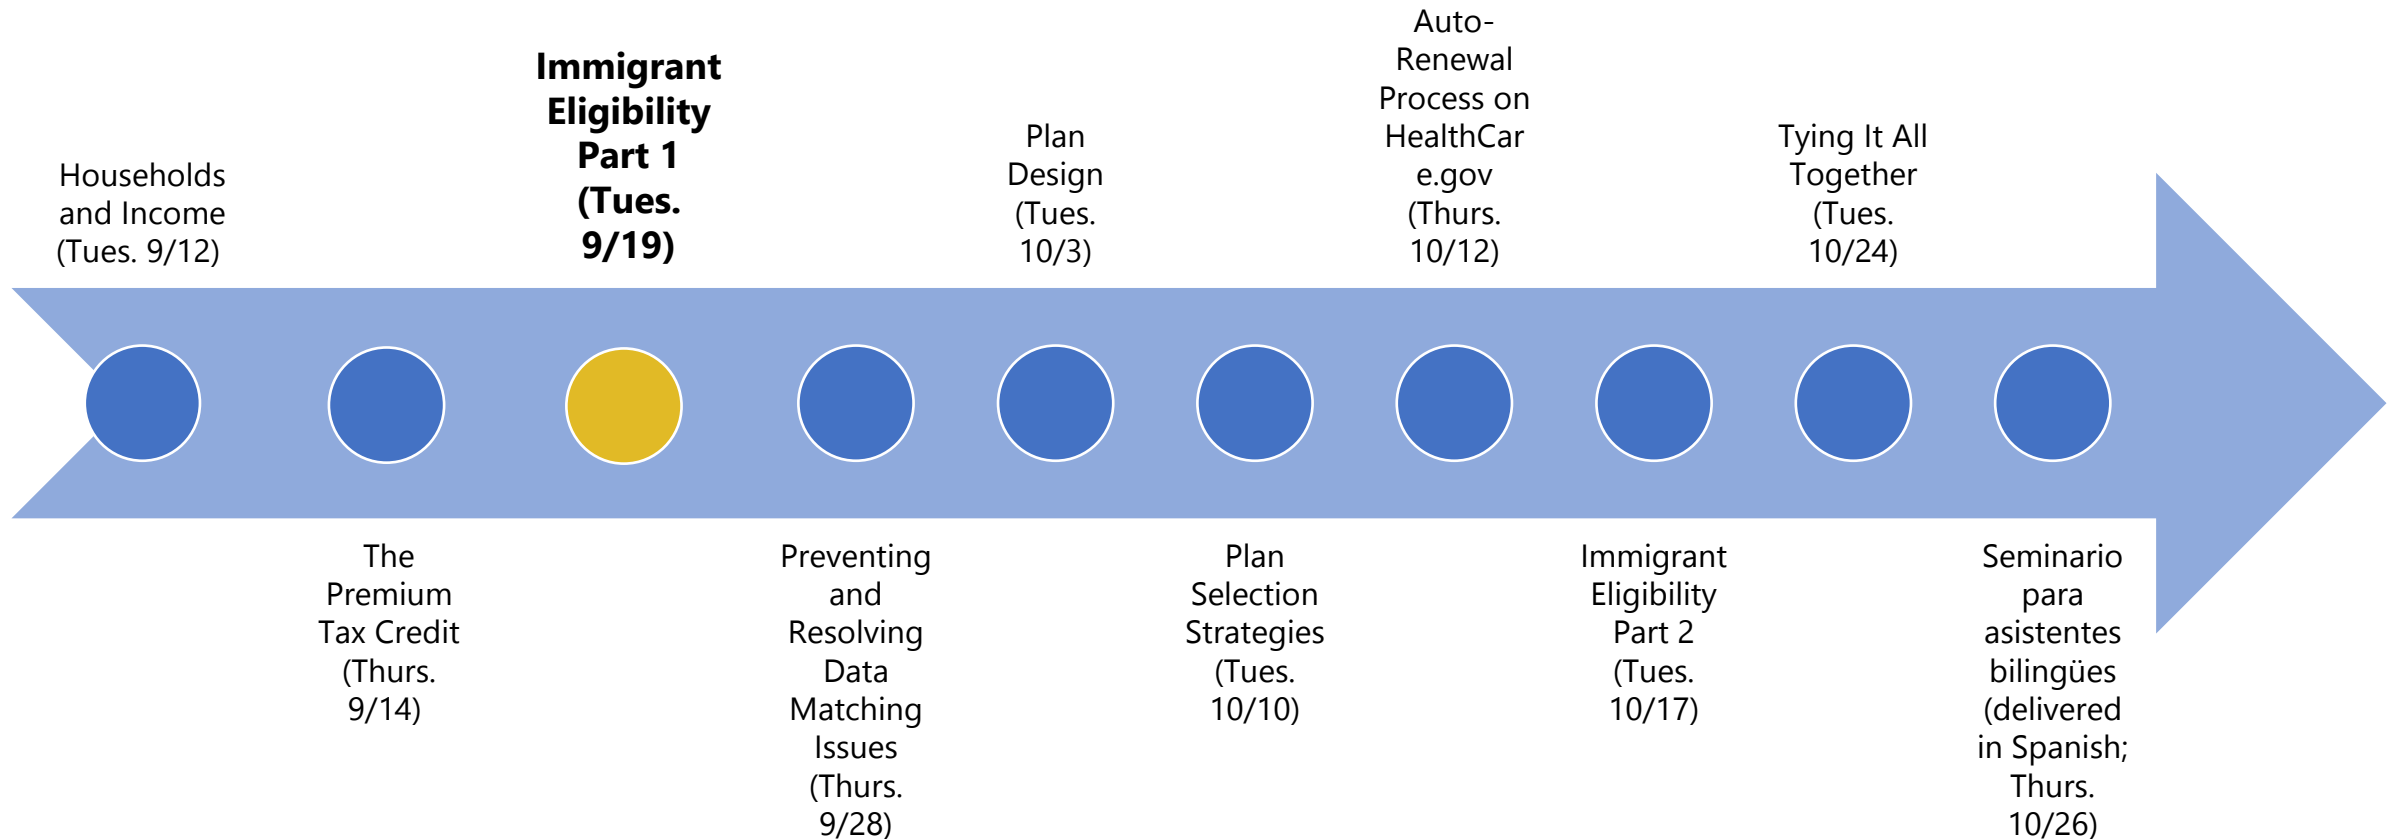 Households
and Income
(Tues. 9/12)
The
Premium
Tax Credit
(Thurs.
9/14)
Immigrant
Eligibility
Part 1
(Tues.
9/19)
Preventing
and
Resolving
Data
Matching
Issues
(Thurs.
9/28)
Plan
Design
(Tues.
10/3)
Plan
Selection
Strategies
(Tues.
10/10)
Auto-
Renewal
Process on
HealthCar
e.gov
(Thurs.
10/12)
Immigrant
Eligibility
Part 2
(Tues.
10/17)
Tying It All
Together
(Tues.
10/24)
Seminario
para
asistentes
bilingües
(delivered
in Spanish;
Thurs.
10/26)